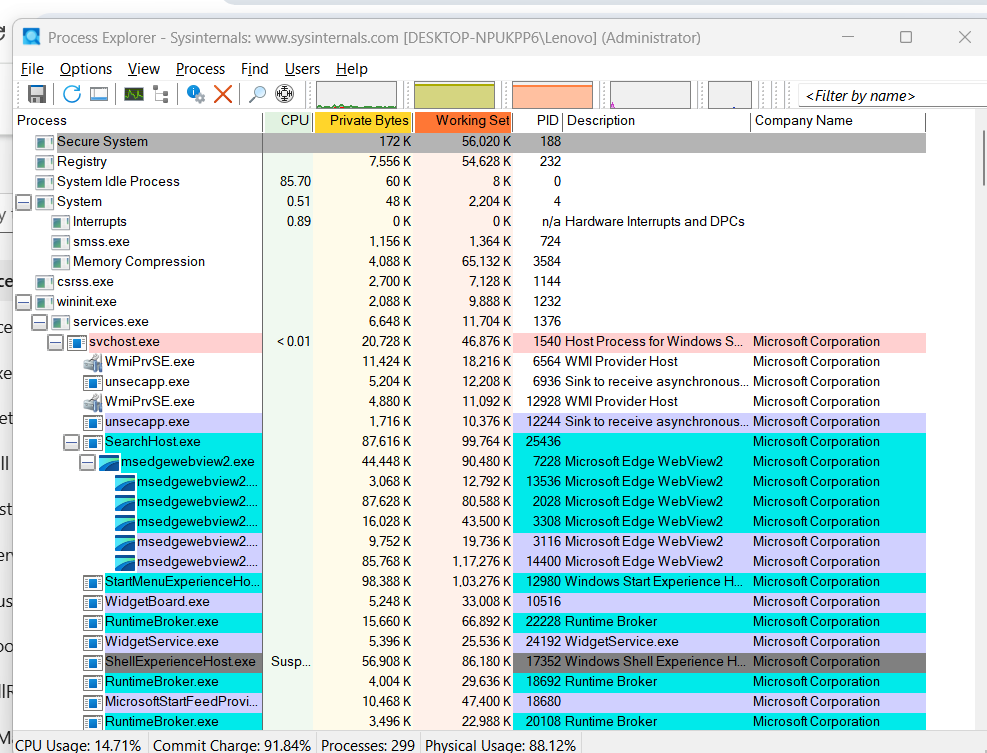 Process Explorer - Sysinternals: www.sysinternals.com [DESKTOP-NPUKPP6\Lenovo] (Administrator)
File Options View Process Find Users Help
<Filter by name>
Process CPU Private Bytes Working Set PID Description Company Name
Secure System 172 K 56,020 K 188
Registry 7,556 K 54,628 K 232
System Idle Process 85.70 60 K 8 K 0
System 0.51 48 K 2,204 K 4
Interrupts 0.89 0 K 0 K n/a Hardware Interrupts and DPCs
smss.exe 1,156 K 1,364 K 724
Memory Compression 4,088 K 65,132 K 3584
csrss.exe 2,700 K 7,128 K 1144
wininit.exe 2,088 K 9,888 K 1232
services.exe 6,648 K 11,704 K 1376
svchost.exe < 0.01 20,728 K 46,876 K 1540 Host Process for Windows S... Microsoft Corporation
WmiPrvSE.exe 11,424 K 18,216 K 6564 WMI Provider Host Microsoft Corporation
unsecapp.exe 5,204 K 12,208 K 6936 Sink to receive asynchronous... Microsoft Corporation
WmiPrvSE.exe 4,880 K 11,092 K 12928 WMI Provider Host Microsoft Corporation
unsecapp.exe 1,716 K 10,376 K 12244 Sink to receive asynchronous... Microsoft Corporation
SearchHost.exe 87,616 K 99,764 K 25436 Microsoft Corporation
msedgewebview2.exe 44,448 K 90,480 K 7228 Microsoft Edge WebView2 Microsoft Corporation
msedgewebview2.... 3,068 K 12,792 K 13536 Microsoft Edge WebView2 Microsoft Corporation
msedgewebview2.... 87,628 K 80,588 K 2028 Microsoft Edge WebView2 Microsoft Corporation
msedgewebview2.... 16,028 K 43,500 K 3308 Microsoft Edge WebView2 Microsoft Corporation
msedgewebview2.... 9,752 K 19,736 K 3116 Microsoft Edge WebView2 Microsoft Corporation
msedgewebview2.... 85,768 K 1,17,276 K 14400 Microsoft Edge WebView2 Microsoft Corporation
StartMenuExperienceHo... 98,388 K 1,03,276 K 12980 Windows Start Experience H... Microsoft Corporation
WidgetBoard.exe 5,248 K 33,008 K 10516 Microsoft Corporation
RuntimeBroker.exe 15,660 K 66,892 K 22228 Runtime Broker Microsoft Corporation
WidgetService.exe 5,396 K 25,536 K 24192 WidgetService.exe Microsoft Corporation
ShellExperienceHost.exe Susp... 56,908 K 86,180 K 17352 Windows Shell Experience H... Microsoft Corporation
RuntimeBroker.exe 4,004 K 29,636 K 18692 Runtime Broker Microsoft Corporation
MicrosoftStartFeedProvi... 10,468 K 47,400 K 18680 Microsoft Corporation
RuntimeBroker.exe 3,496 K 22,988 K 20108 Runtime Broker Microsoft Corporation
CPU Usage: 14.71% Commit Charge: 91.84% Processes: 299 Physical Usage: 88.12%